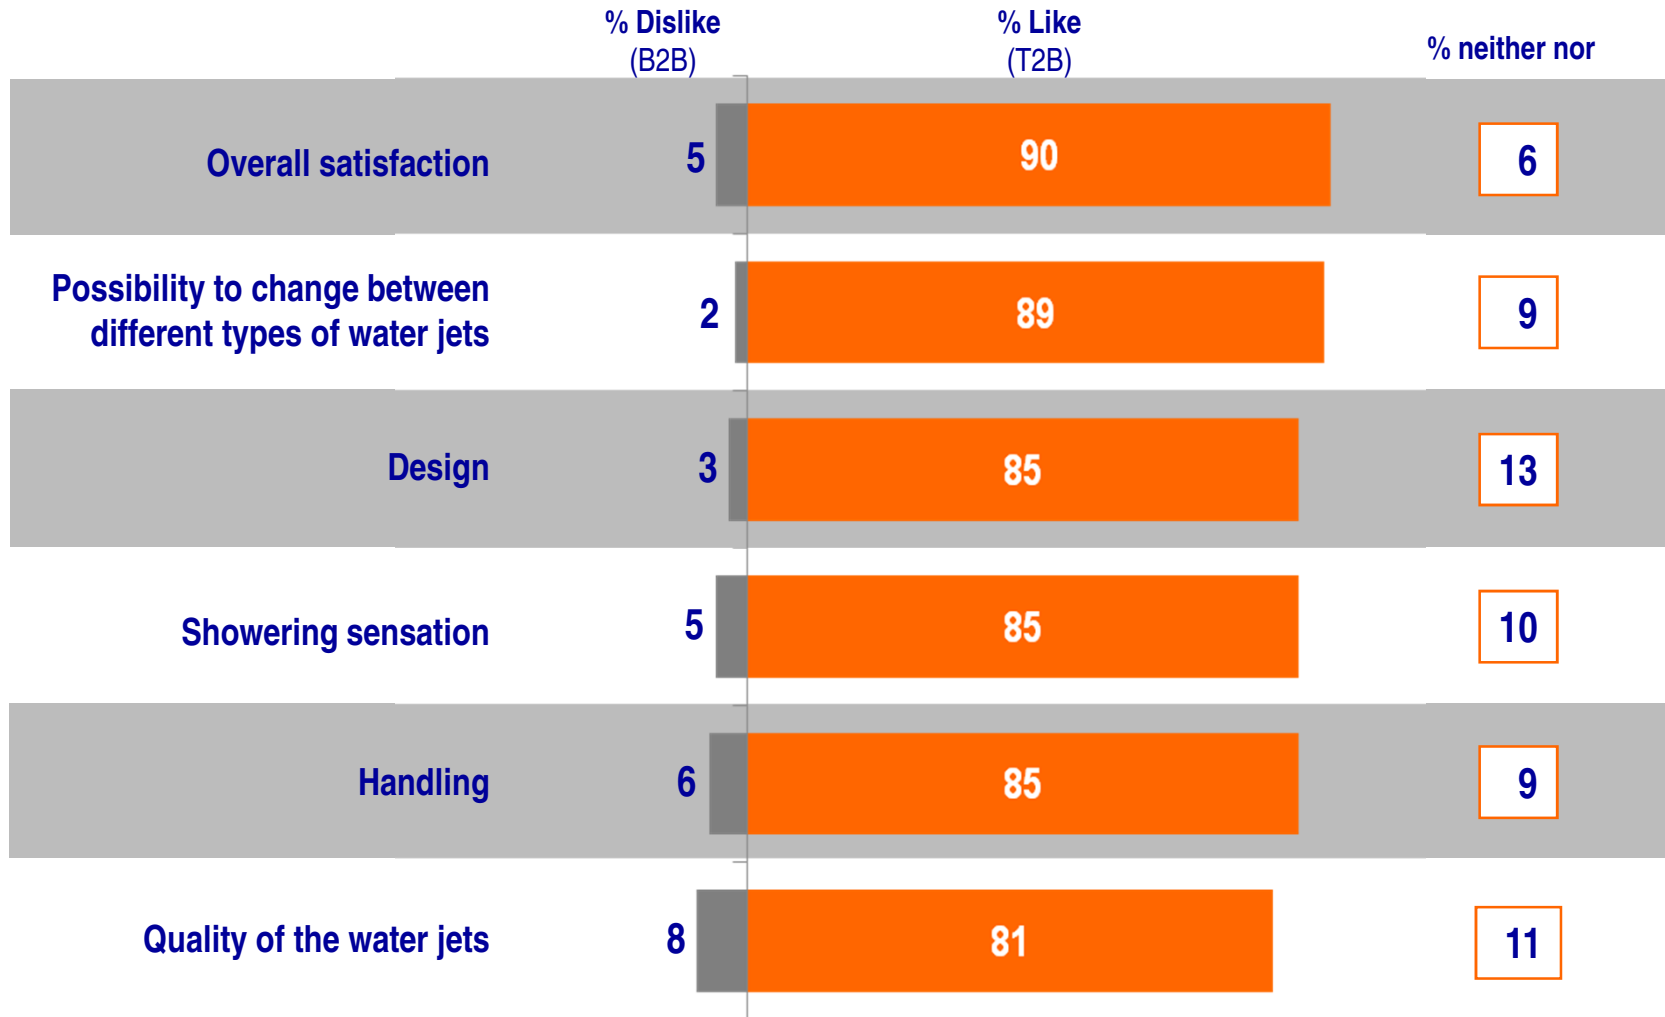 % Dislike
(B2B)
% Like
(T2B)
% neither nor
Overall satisfaction
5
90
6
Possibility to change between
different types of water jets
2
89
9
Design
3
85
13
Showering sensation
5
85
10
Handling
6
85
9
Quality of the water jets
8
81
11